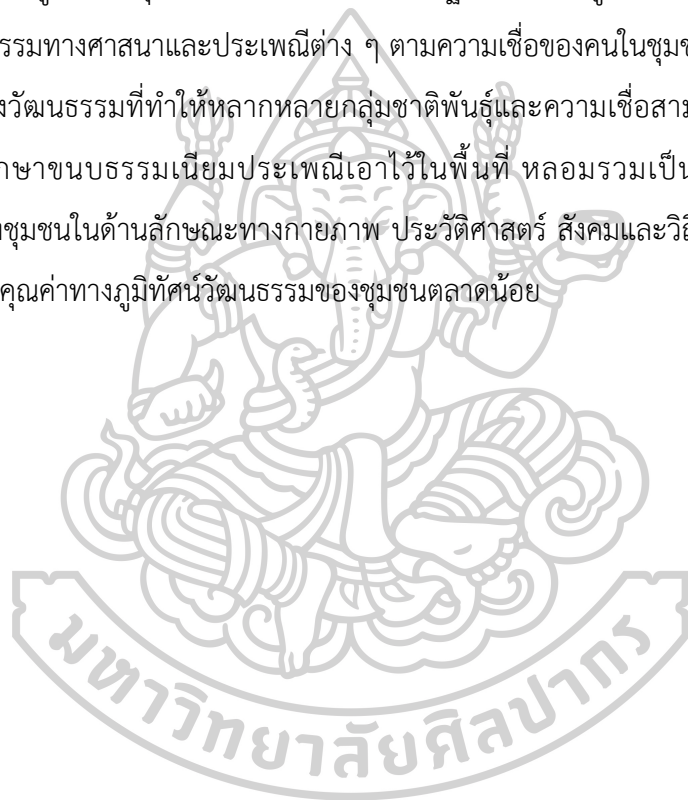 รรมทางศาสนาและประเพณีต่าง ๆ ตามความเชื่อของคนในชุมช
งวัฒนธรรมที่ทำให้หลากหลายกลุ่มชาติพันธุ์และความเชื่อสาม
ักษาขนบธรรมเนียมประเพณีเอาไว้ในพื้นที่ หลอมรวมเป็น
งชุมชนในด้านลักษณะทางกายภาพ ประวัติศาสตร์ สังคมและวิถี
คุณค่าทางภูมิทัศน์วัฒนธรรมของชุมชนตลาดน้อย
มหาวิทยาลัยศิลปากร